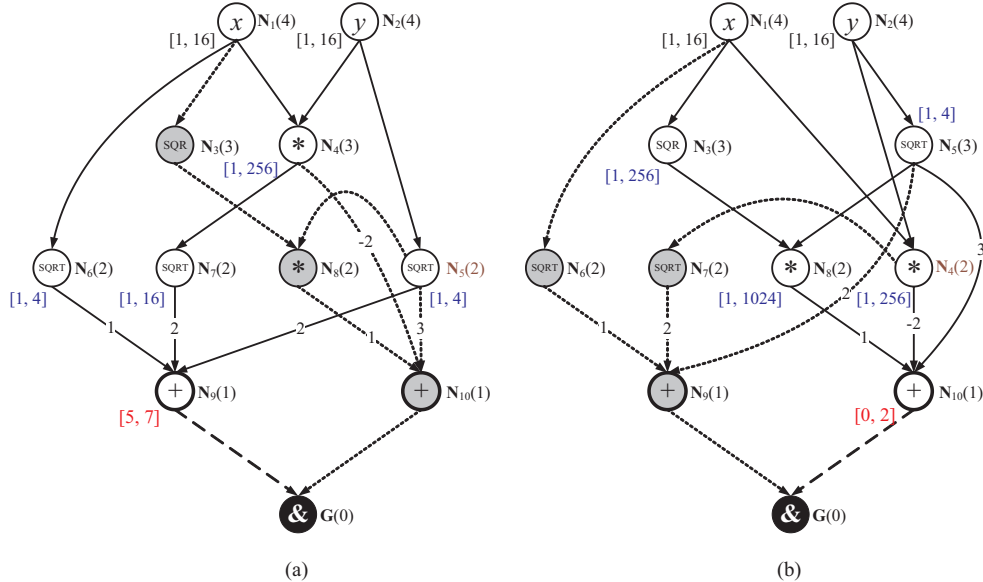 x N₁(4) y N₂(4)
[1, 16] [1, 16]
SQR N₃(3) * N₄(3)
[1, 256]
-2
SQRT N₆(2) SQRT N₇(2) * N₈(2) SQRT N₅(2)
[1, 4] [1, 16] [1, 4]
1 2 2 1 3
+ N₉(1) + N₁₀(1)
[5, 7]
& G(0)
(a)
x N₁(4) y N₂(4)
[1, 16] [1, 16]
[1, 4]
SQR N₃(3) SQRT N₅(3)
[1, 256]
3
SQRT N₆(2) SQRT N₇(2) * N₈(2) * N₄(2)
[1, 1024] 2 [1, 256]
1 2 1 -2
+ N₉(1) + N₁₀(1)
[0, 2]
& G(0)
(b)